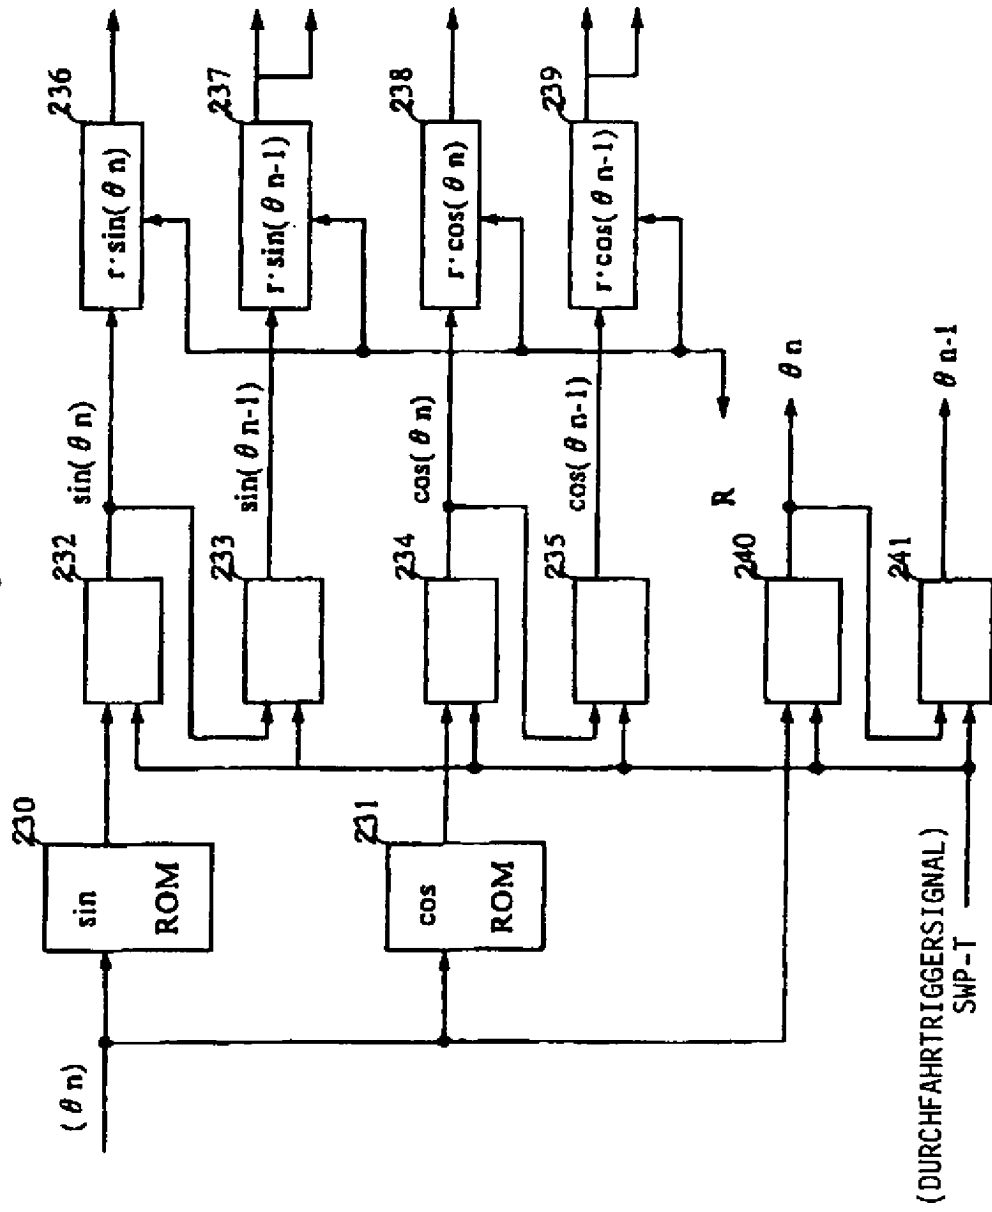 (θn)
230
sin
ROM
231
cos
ROM
(DURCHFAHRTRIGGERSIGNAL)
SWP-T
232
233
234
235
240
241
sin(θn)
sin(θn-1)
cos(θn)
cos(θn-1)
R
θn
θn-1
236
r·sin(θn)
237
r·sin(θn-1)
238
r·cos(θn)
239
r·cos(θn-1)